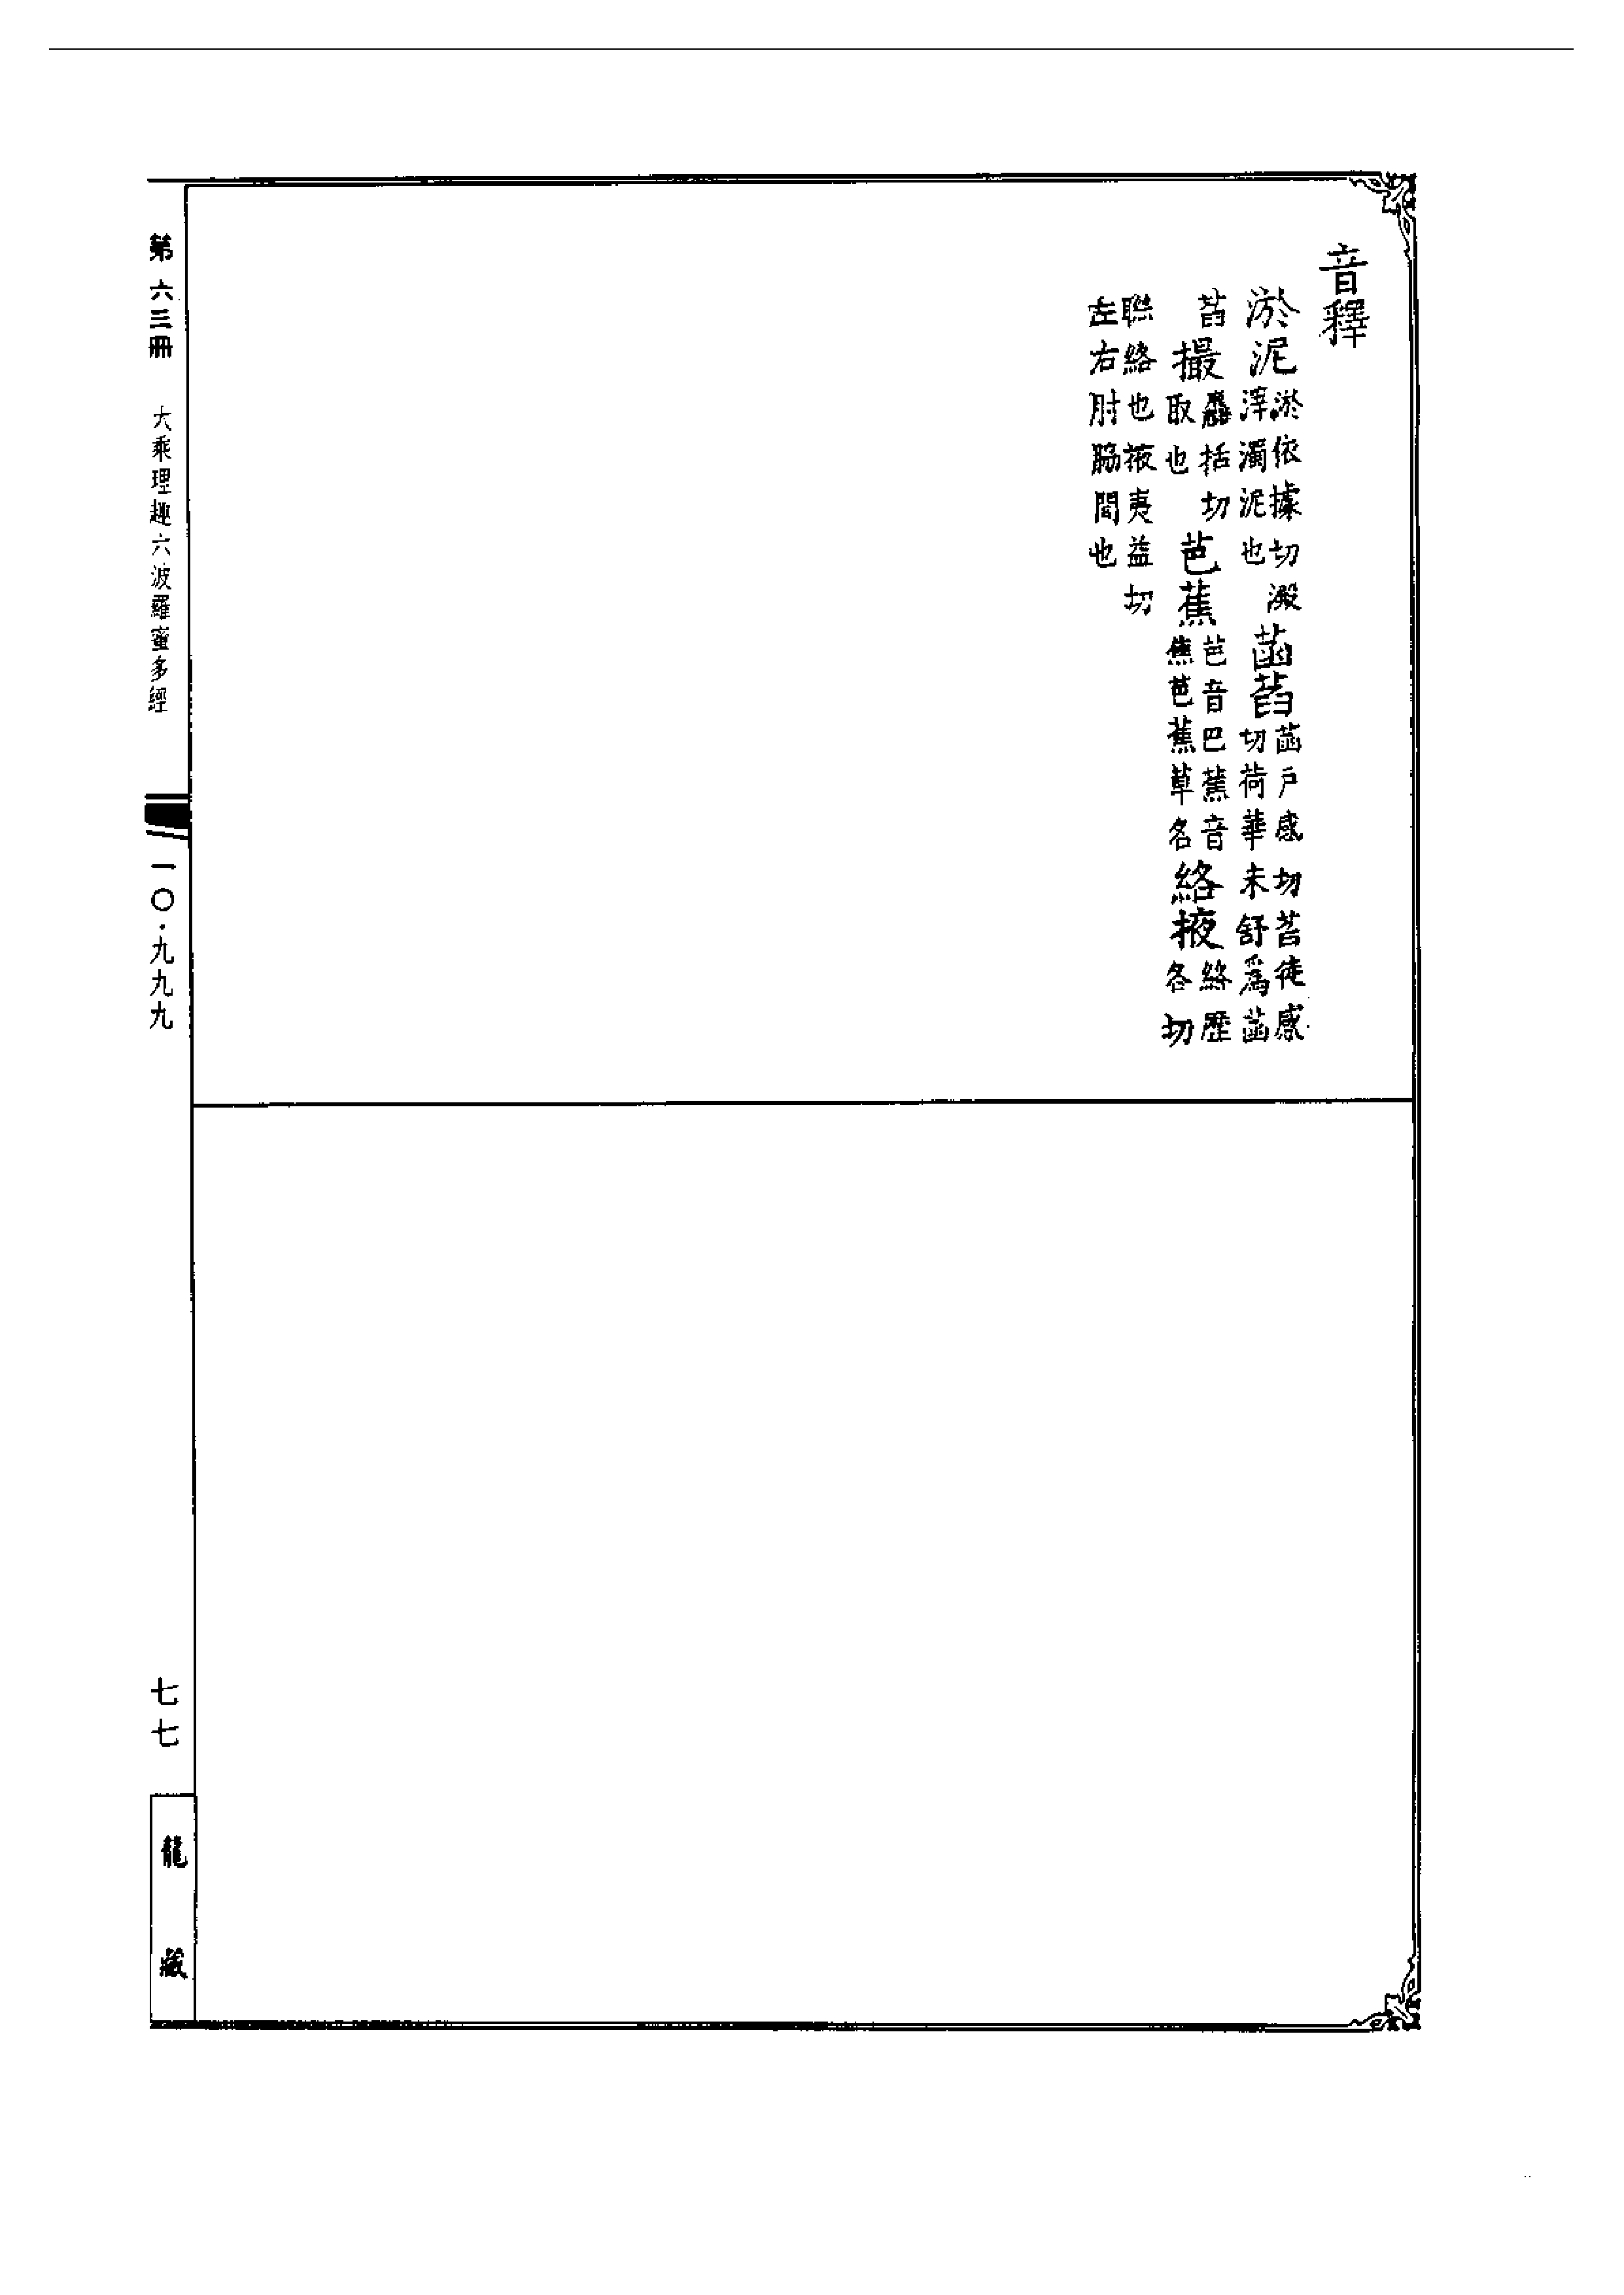 音釋
淤泥淤依據切澱滓濁泥也菡萏菡戶感切萏徒感切荷華未舒爲菡
萏撮麤括切取也芭蕉芭音巴蕉音焦芭蕉草名絡掖絡歷各切
聯絡也掖夷益切左右肘脇間也
第六三冊 大乘理趣六波羅蜜多經 一〇·九九九 七七 龍藏